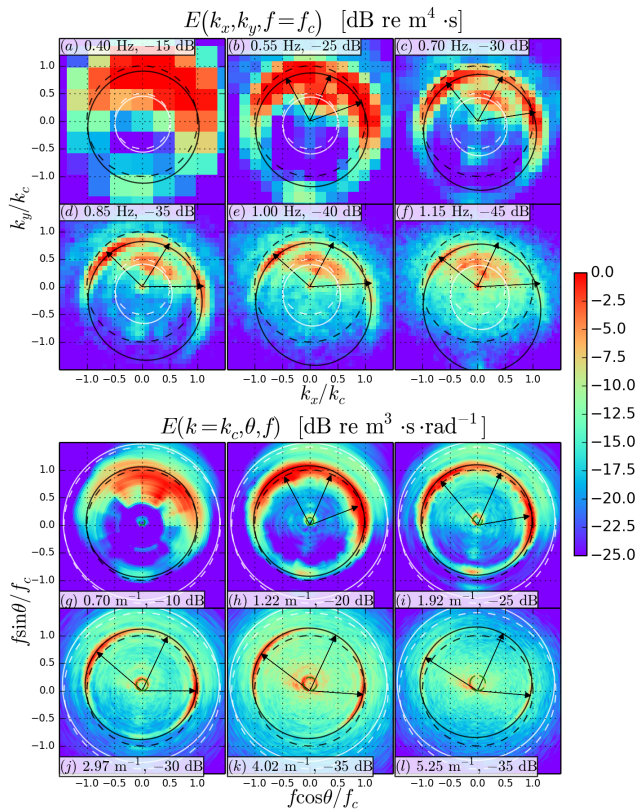 E(k_x,k_y,f=f_c) [dB re m⁴ ·s]
(a) 0.40 Hz, −15 dB
(b) 0.55 Hz, −25 dB
(c) 0.70 Hz, −30 dB
1.0
0.5
0.0
−0.5
−1.0
(d) 0.85 Hz, −35 dB
(e) 1.00 Hz, −40 dB
(f) 1.15 Hz, −45 dB
1.0
0.5
0.0
−0.5
−1.0
k_y/k_c
−1.0 −0.5 0.0 0.5 1.0
−1.0 −0.5 0.0 0.5 1.0
−1.0 −0.5 0.0 0.5 1.0
k_x/k_c
0.0
−2.5
−5.0
−7.5
−10.0
−12.5
−15.0
−17.5
−20.0
−22.5
−25.0
E(k=k_c,θ,f) [dB re m³ ·s·rad⁻¹]
1.0
0.5
0.0
−0.5
−1.0
(g) 0.70 m⁻¹, −10 dB
(h) 1.22 m⁻¹, −20 dB
(i) 1.92 m⁻¹, −25 dB
1.0
0.5
0.0
−0.5
−1.0
fsinθ/f_c
(j) 2.97 m⁻¹, −30 dB
(k) 4.02 m⁻¹, −35 dB
(l) 5.25 m⁻¹, −35 dB
−1.0 −0.5 0.0 0.5 1.0
−1.0 −0.5 0.0 0.5 1.0
−1.0 −0.5 0.0 0.5 1.0
fcosθ/f_c